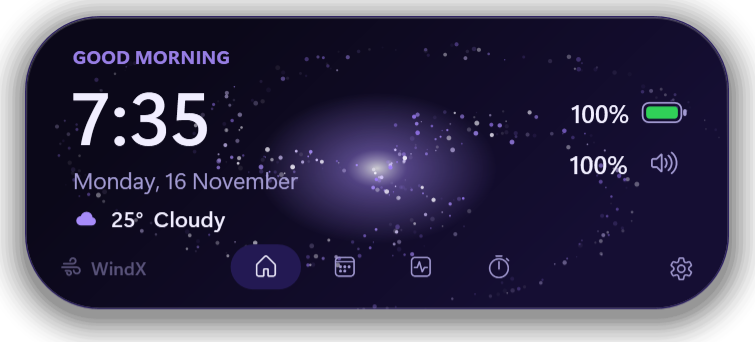 GOOD MORNING
7:35
100%
Monday, 16 November
100%
25° Cloudy
WindX